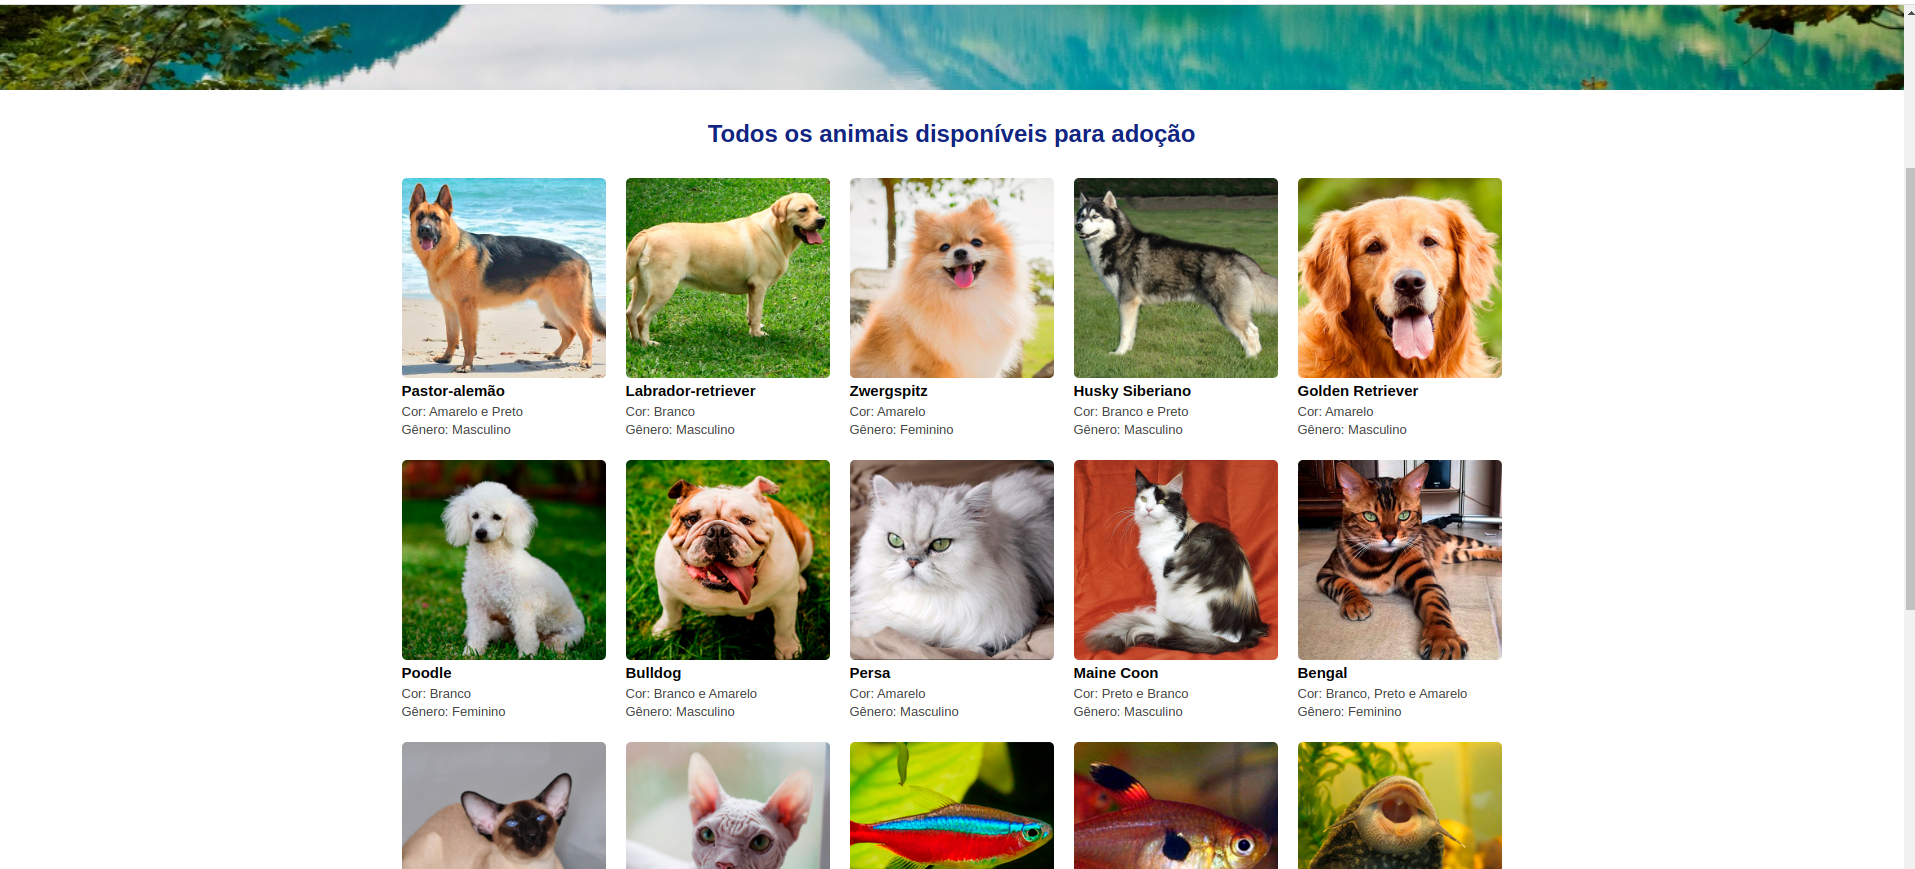 Todos os animais disponíveis para adoção
Pastor-alemão
Cor: Amarelo e Preto
Gênero: Masculino
Labrador-retriever
Cor: Branco
Gênero: Masculino
Zwergspitz
Cor: Amarelo
Gênero: Feminino
Husky Siberiano
Cor: Branco e Preto
Gênero: Masculino
Golden Retriever
Cor: Amarelo
Gênero: Masculino
Poodle
Cor: Branco
Gênero: Feminino
Bulldog
Cor: Branco e Amarelo
Gênero: Masculino
Persa
Cor: Amarelo
Gênero: Masculino
Maine Coon
Cor: Preto e Branco
Gênero: Masculino
Bengal
Cor: Branco, Preto e Amarelo
Gênero: Feminino